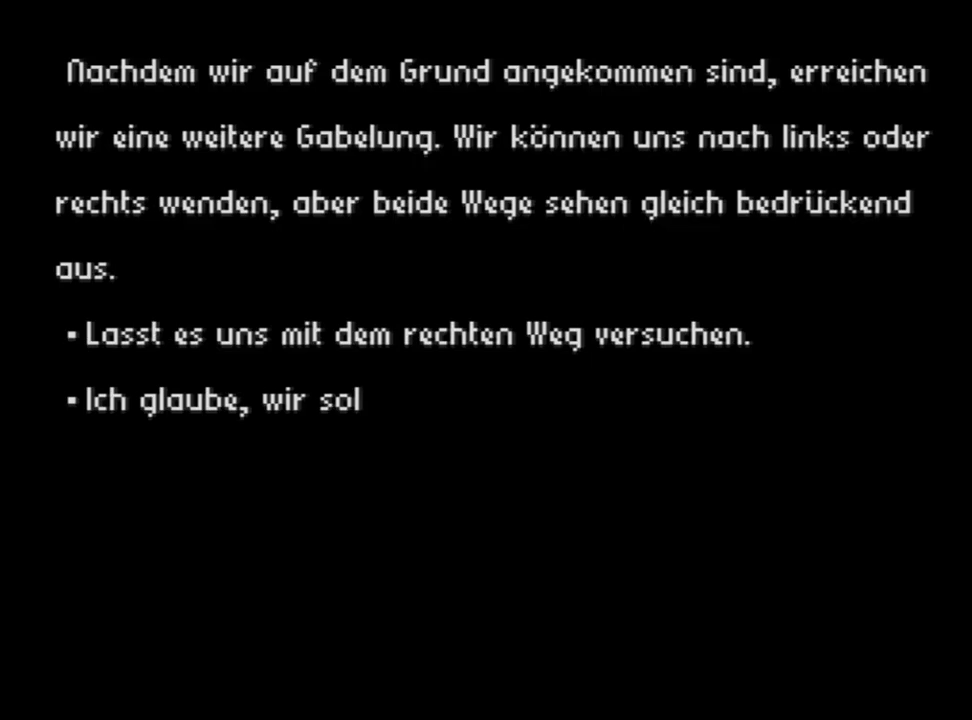 Nachdem wir auf dem Grund angekommen sind, erreichen
wir eine weitere Gabelung. Wir können uns nach links oder
rechts wenden, aber beide Wege sehen gleich bedrückend
aus.
▪ Lasst es uns mit dem rechten Weg versuchen.
▪ Ich glaube, wir sol